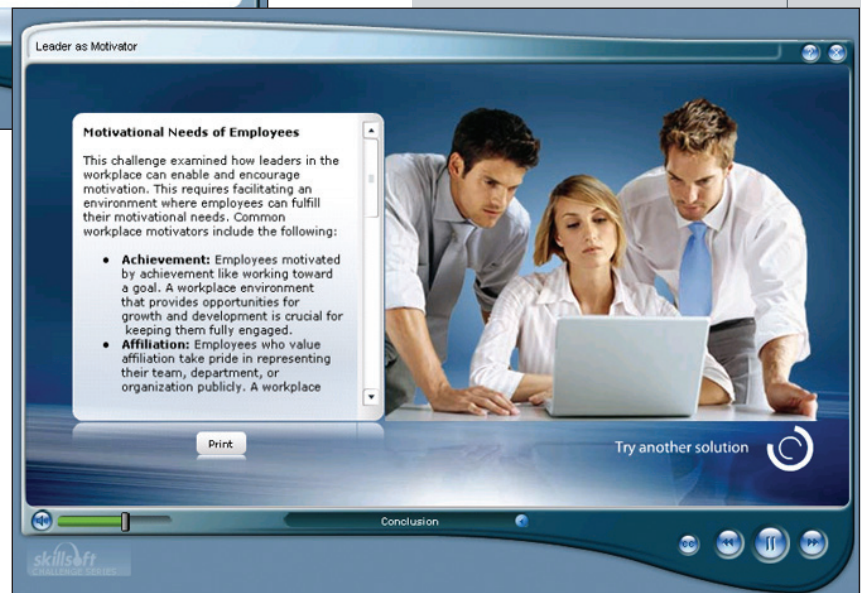 Leader as Motivator
Motivational Needs of Employees
This challenge examined how leaders in the
workplace can enable and encourage
motivation. This requires facilitating an
environment where employees can fulfill
their motivational needs. Common
workplace motivators include the following:
• Achievement: Employees motivated
by achievement like working toward
a goal. A workplace environment
that provides opportunities for
growth and development is crucial for
keeping them fully engaged.
• Affiliation: Employees who value
affiliation take pride in representing
their team, department, or
organization publicly. A workplace
Print
Try another solution
Conclusion
CC
skillsoft
CHALLENGE SERIES